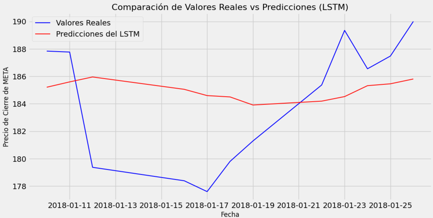 Comparación de Valores Reales vs Predicciones (LSTM)
Valores Reales
Predicciones del LSTM
Precio de Cierre de META
190
188
186
184
182
180
178
2018-01-11 2018-01-13 2018-01-15 2018-01-17 2018-01-19 2018-01-21 2018-01-23 2018-01-25
Fecha